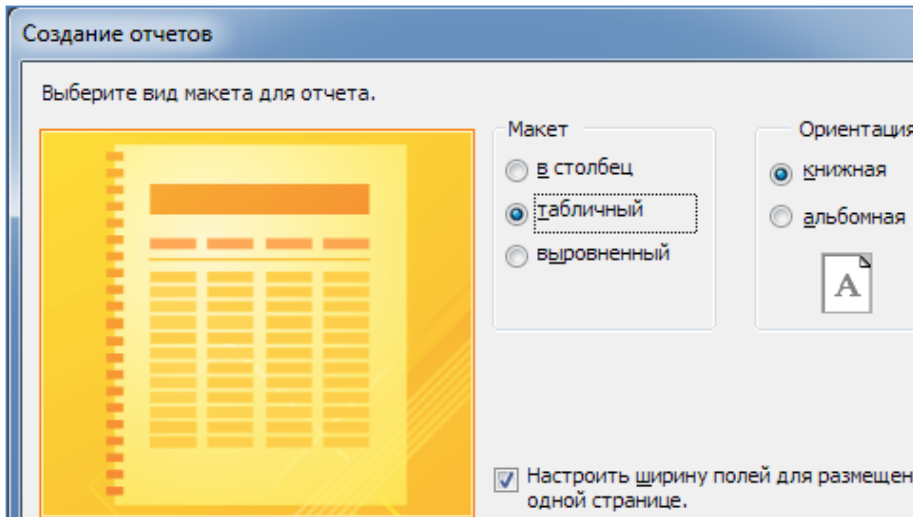 Создание отчетов
Выберите вид макета для отчета.
Макет
в столбец
табличный
выровненный
Ориентация
книжная
альбомная
A
Настроить ширину полей для размещен
одной странице.